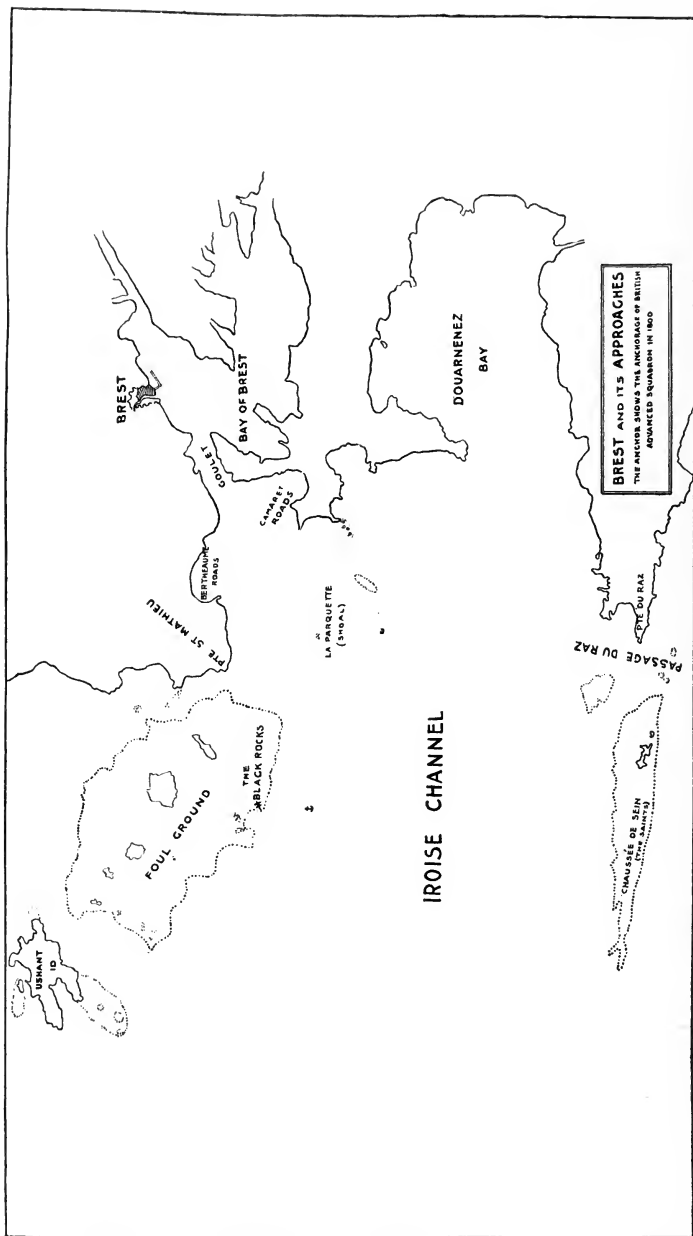 BREST
BAY OF BREST
GOULET
CAMARET
ROADS
BERTHEAUME
ROADS
PTE ST MATHIEU
DOUARNENEZ
BAY
LA PARQUETTE
(SHOAL)
THE
BLACK ROCKS
FOUL GROUND
USHANT
ID
IROISE CHANNEL
PASSAGE DU RAZ
PTE DU RAZ
CHAUSSÉE DE SEIN
(THE SAINTS)
BREST AND ITS APPROACHES
THE ANCHOR SHOWS THE ANCHORAGE OF BRITISH
ADVANCED SQUADRON IN 1800